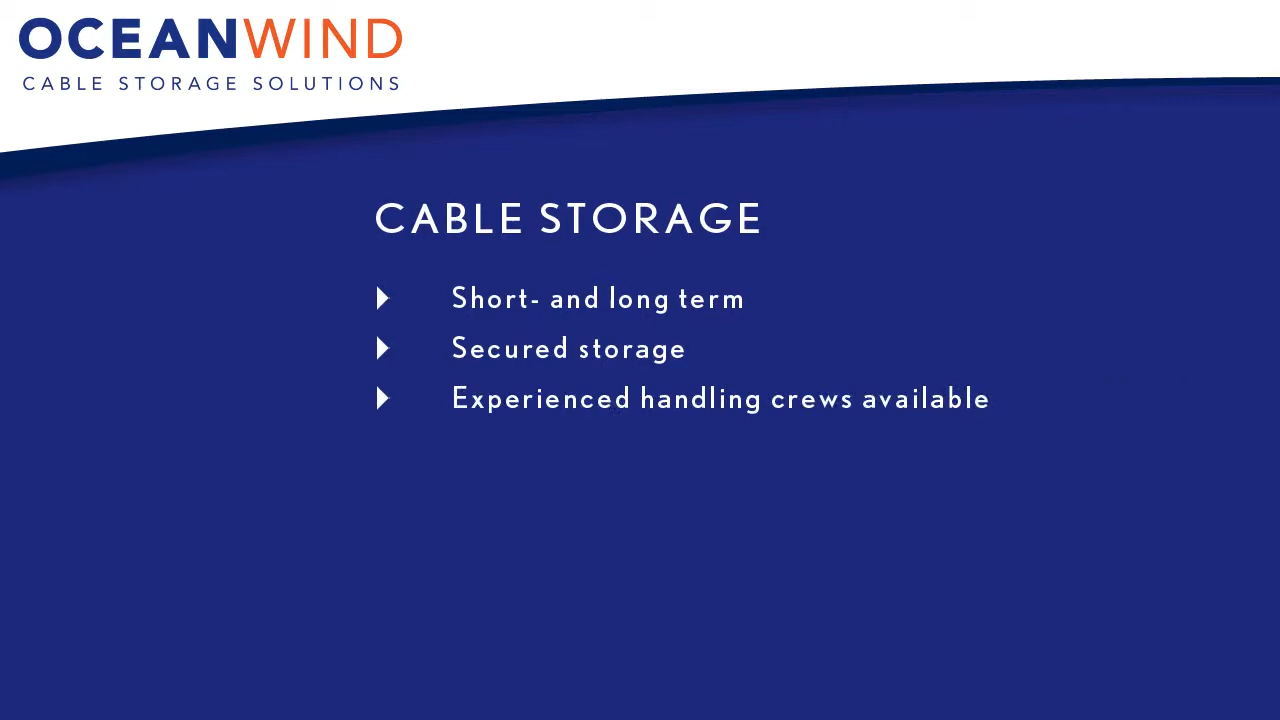 OCEANWIND
CABLE STORAGE SOLUTIONS
CABLE STORAGE
Short- and long term
Secured storage
Experienced handling crews available